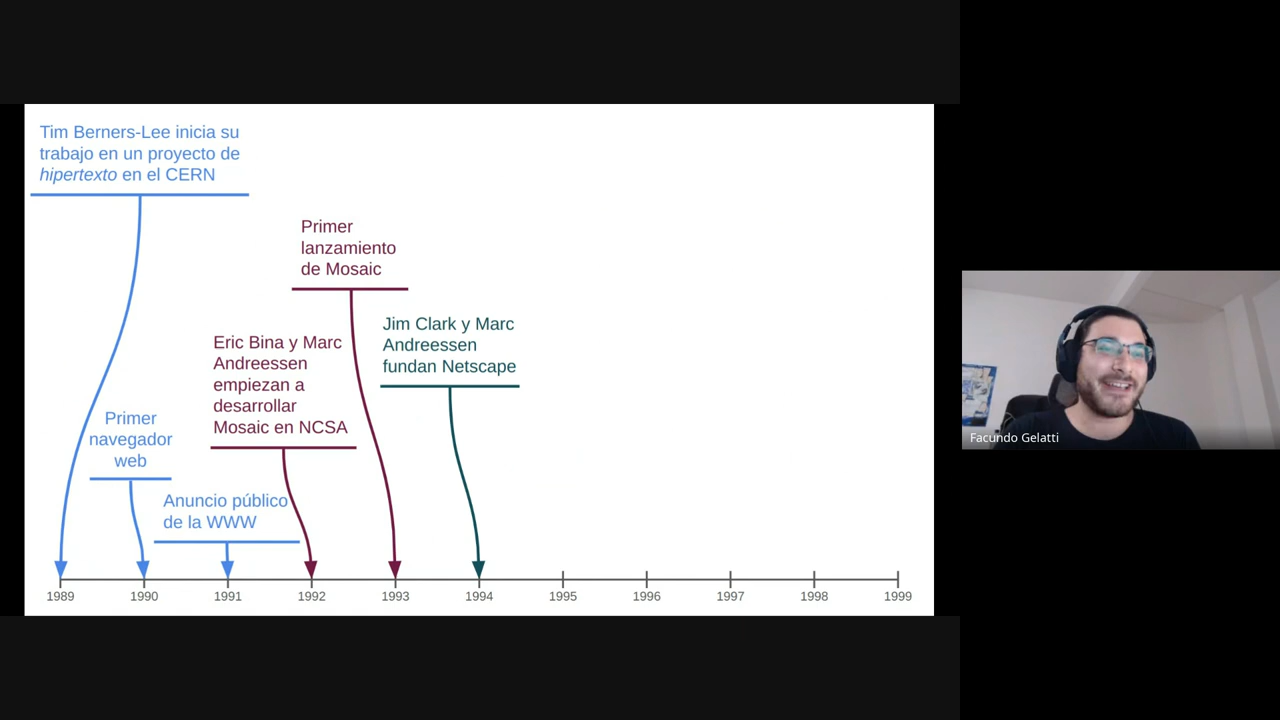 Tim Berners-Lee inicia su
trabajo en un proyecto de
hipertexto en el CERN
Primer
lanzamiento
de Mosaic
Jim Clark y Marc
Andreessen
fundan Netscape
Eric Bina y Marc
Andreessen
empiezan a
desarrollar
Mosaic en NCSA
Primer
navegador
web
Anuncio público
de la WWW
1989 1990 1991 1992 1993 1994 1995 1996 1997 1998 1999
Facundo Gelatti